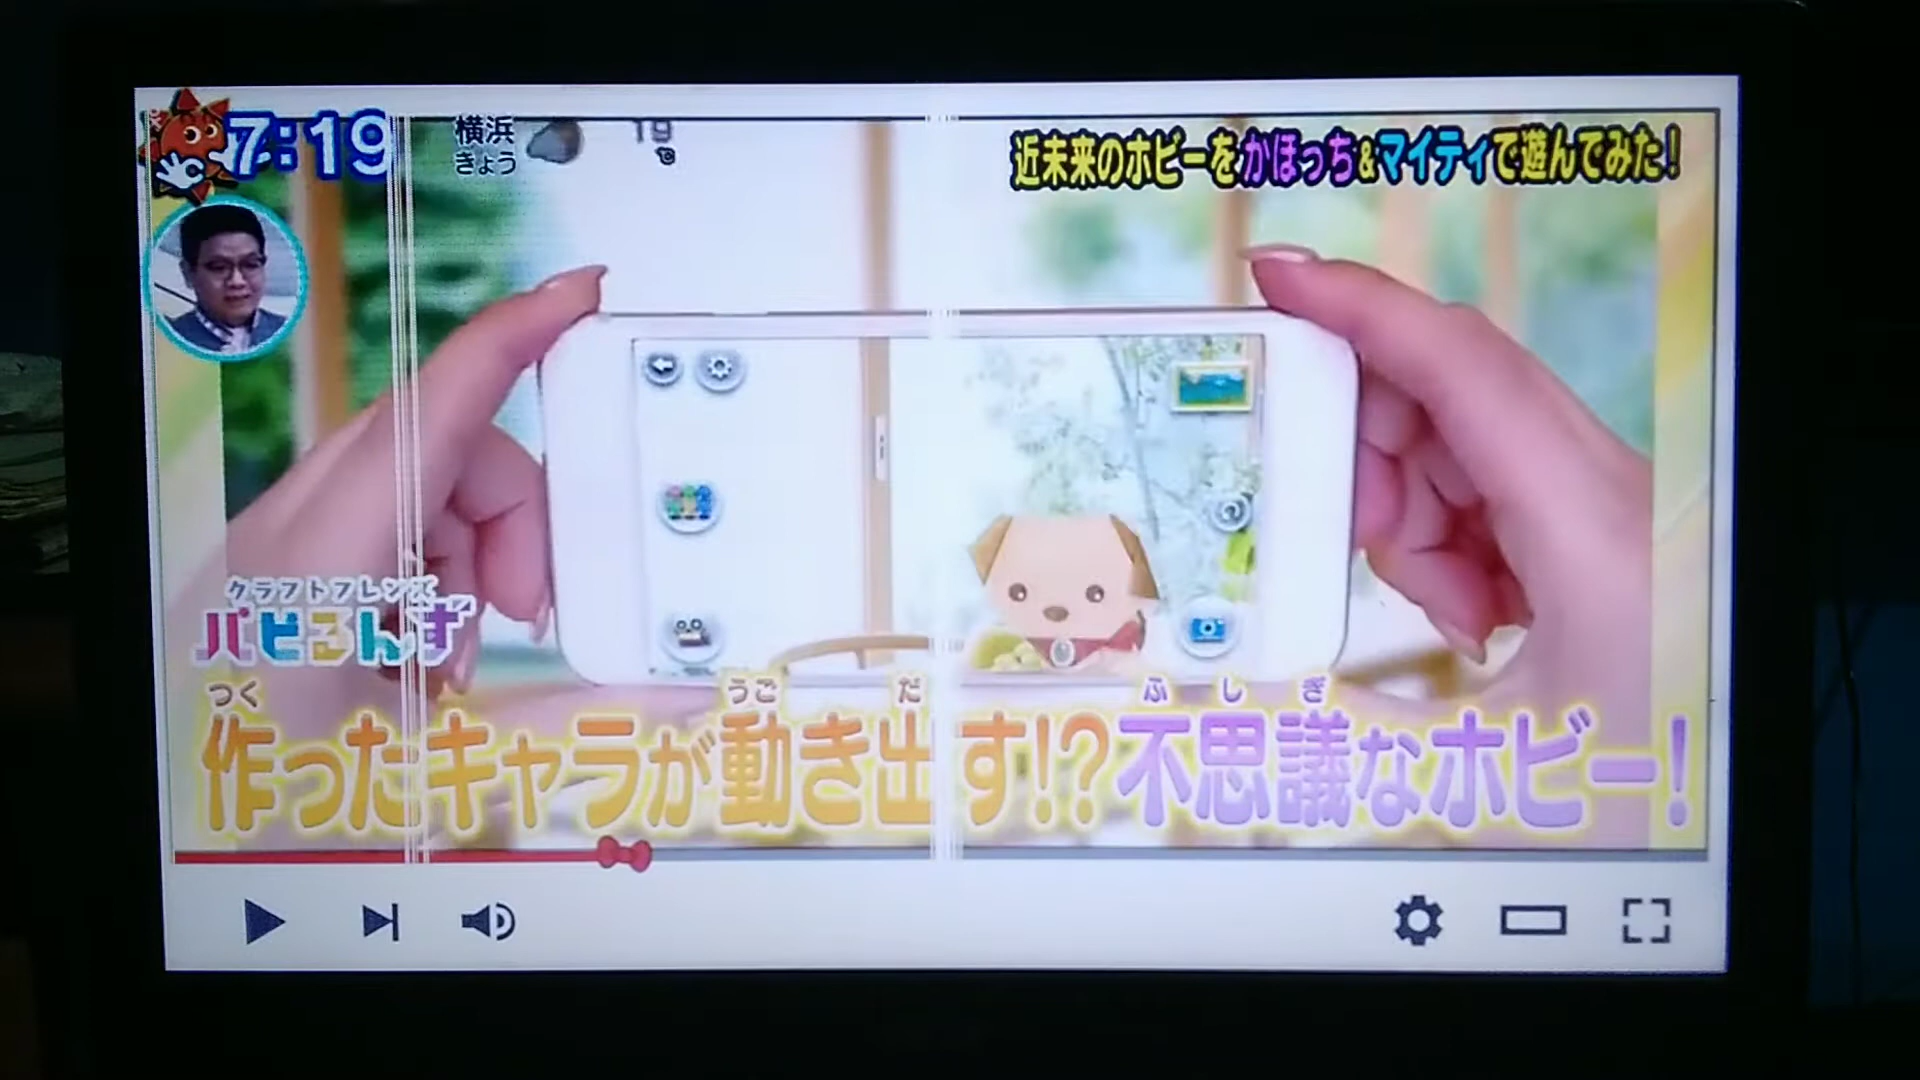 7:19
横浜
きょう
19
℃
近未来のホビーをかほっち&マイティで遊んでみた!
クラフトフレンズ
パピるんず
つく うご だ ふしぎ
作ったキャラが動き出す!?不思議なホビー!